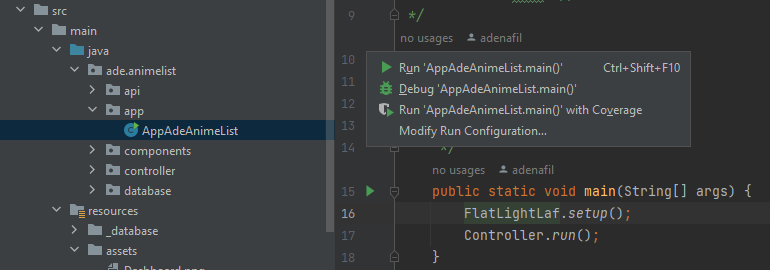 src
main
java
ade.animelist
api
app
AppAdeAnimeList
components
controller
database
resources
_database
assets
9 */
no usages adenafil
10
Run 'AppAdeAnimeList.main()' Ctrl+Shift+F10
11
Debug 'AppAdeAnimeList.main()'
12
Run 'AppAdeAnimeList.main()' with Coverage
13
Modify Run Configuration...
14 */
no usages adenafil
15 public static void main(String[] args) {
16 FlatLightLaf.setup();
17 Controller.run();
18 }